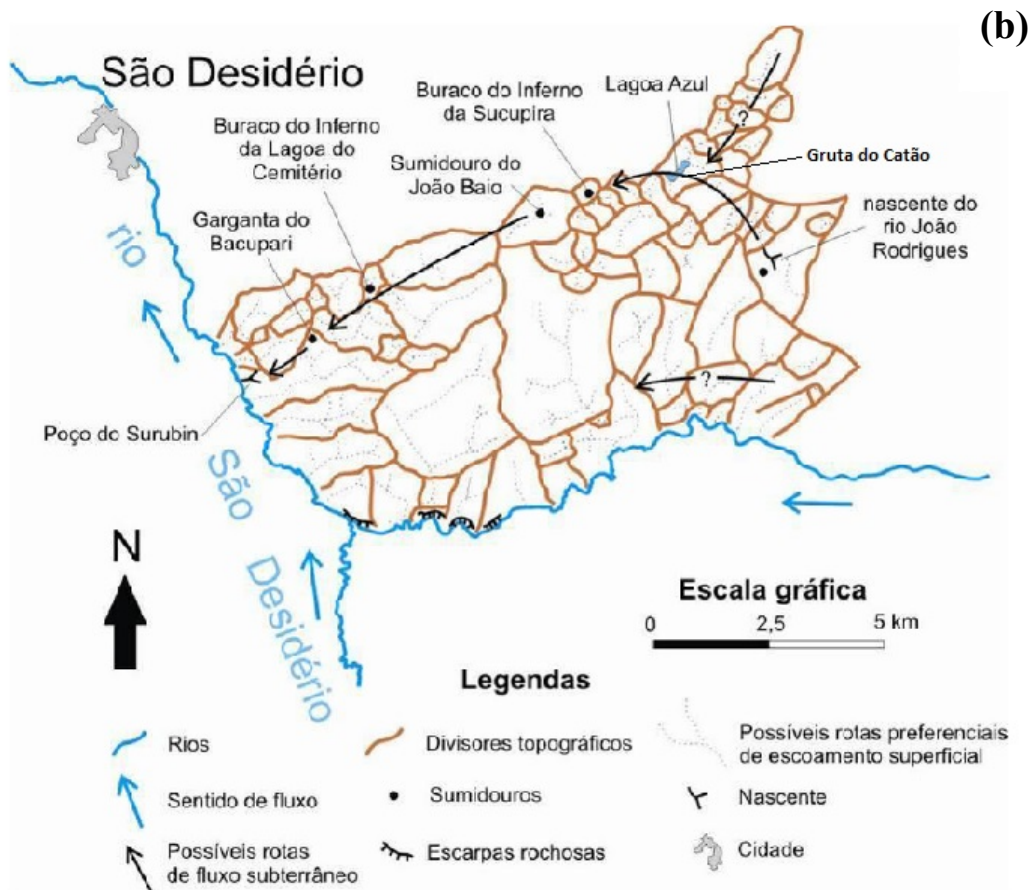 (b)
São Desidério
Buraco do Inferno
da Sucupira
Lagoa Azul
?
Buraco do Inferno
da Lagoa do
Cemitério
Sumidouro do
João Baio
Gruta do Catão
Garganta do
Bacupari
nascente do
rio João
Rodrigues
rio
?
Poço do Surubin
São
Desidério
N
Escala gráfica
0 2,5 5 km
Legendas
Rios
Divisores topográficos
Possíveis rotas preferenciais
de escoamento superficial
Sentido de fluxo
Sumidouros
Nascente
Possíveis rotas
de fluxo subterrâneo
Escarpas rochosas
Cidade